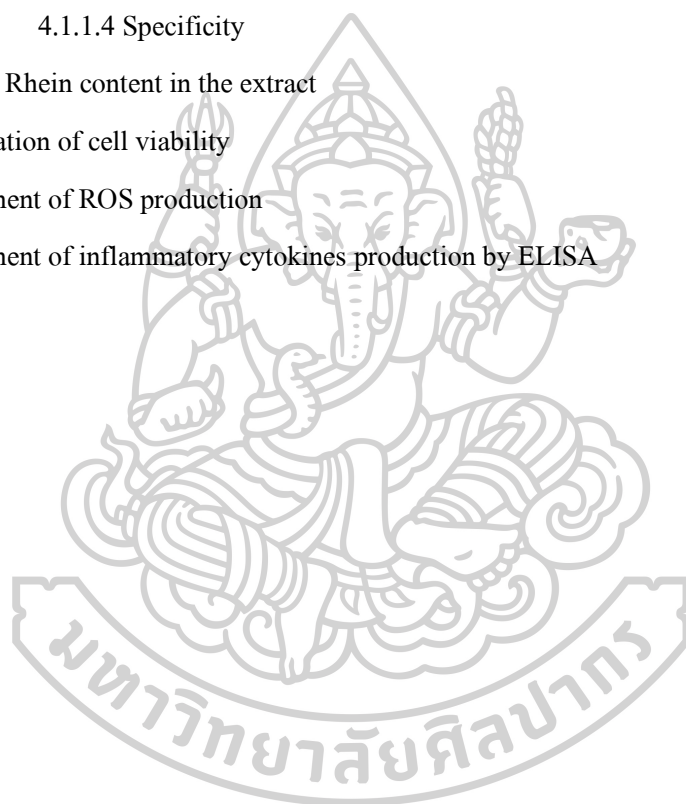 4.1.1.4 Specificity
Rhein content in the extract
ation of cell viability
ent of ROS production
ent of inflammatory cytokines production by ELISA
มหาวิทยาลัยศิลปากร